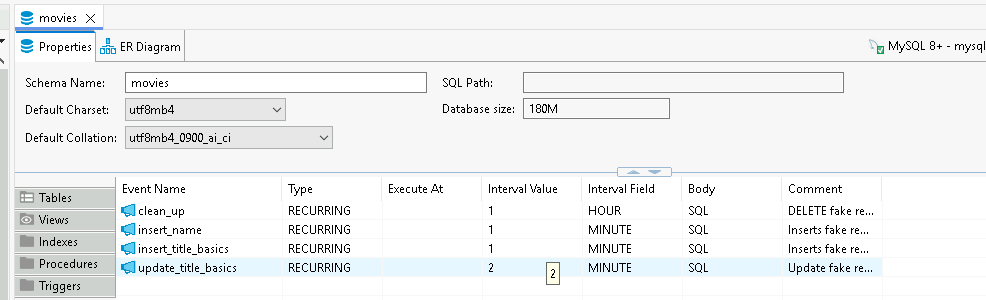 movies
Properties ER Diagram MySQL 8+ - mysql
Schema Name: movies SQL Path:
Default Charset: utf8mb4 Database size: 180M
Default Collation: utf8mb4_0900_ai_ci
Event Name Type Execute At Interval Value Interval Field Body Comment
Tables
clean_up RECURRING 1 HOUR SQL DELETE fake re...
Views
insert_name RECURRING 1 MINUTE SQL Inserts fake re...
Indexes
insert_title_basics RECURRING 1 MINUTE SQL Inserts fake re...
Procedures
update_title_basics RECURRING 2 MINUTE SQL Update fake re...
2
Triggers